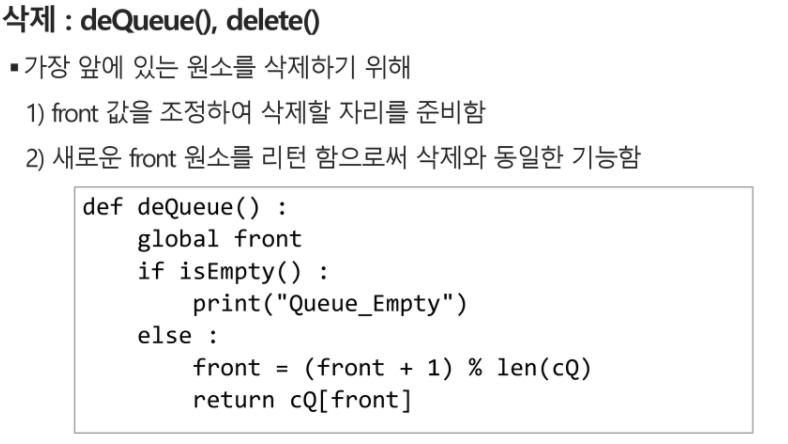 삭제 : deQueue(), delete()
▪ 가장 앞에 있는 원소를 삭제하기 위해
1) front 값을 조정하여 삭제할 자리를 준비함
2) 새로운 front 원소를 리턴 함으로써 삭제와 동일한 기능함
def deQueue() :
    global front
    if isEmpty() :
        print("Queue_Empty")
    else :
        front = (front + 1) % len(cQ)
        return cQ[front]